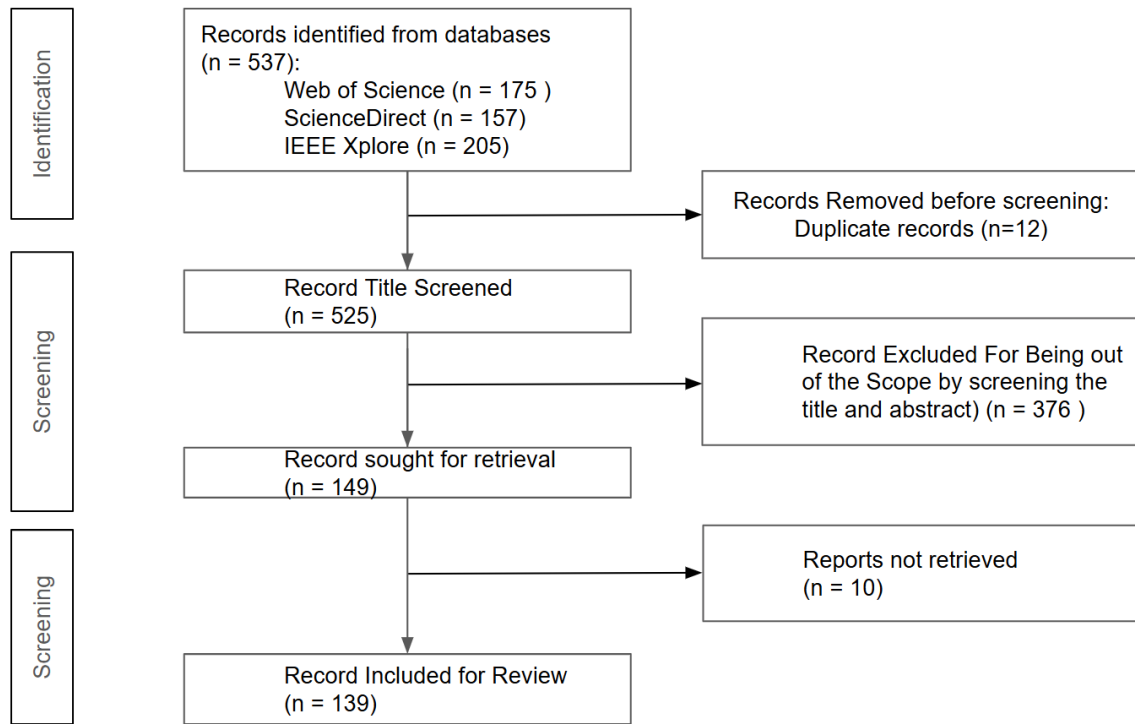 Identification
Records identified from databases
(n = 537):
Web of Science (n = 175 )
ScienceDirect (n = 157)
IEEE Xplore (n = 205)
Records Removed before screening:
Duplicate records (n=12)
Screening
Record Title Screened
(n = 525)
Record Excluded For Being out
of the Scope by screening the
title and abstract) (n = 376 )
Record sought for retrieval
(n = 149)
Screening
Reports not retrieved
(n = 10)
Record Included for Review
(n = 139)